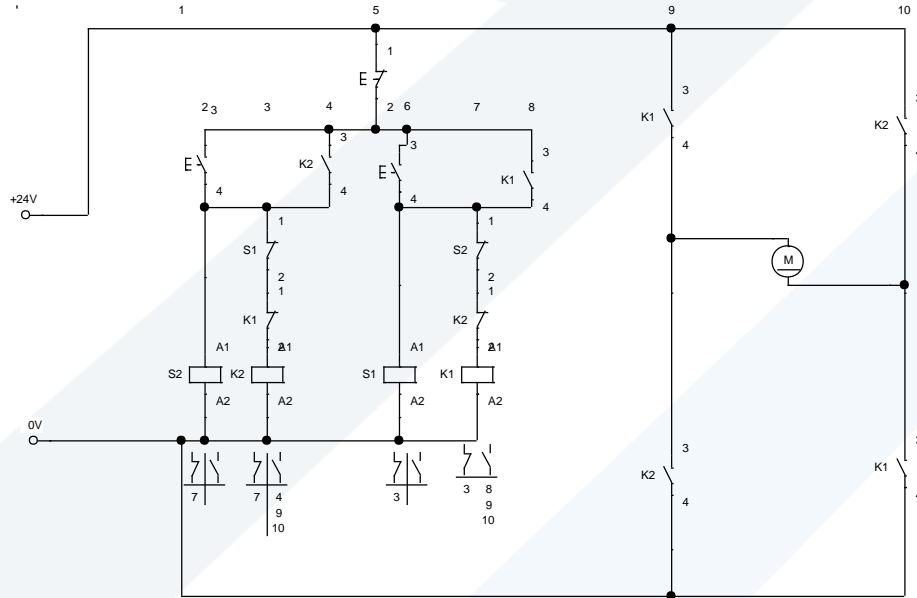 1 5 9 10
1
2 3 3 4 2 6 7 8
3 3 3 3
K2 K1 K1 K2
4 4 4 4 4
+24V
1 1
S1 S2
2 2
1 1
M
K1 K2
A1 21 A1 21
S2 K2 S1 K1
A2 A2 A2 A2
0V
3
K2 K1
7 7 4 3 3 8
9 9
10 10
4